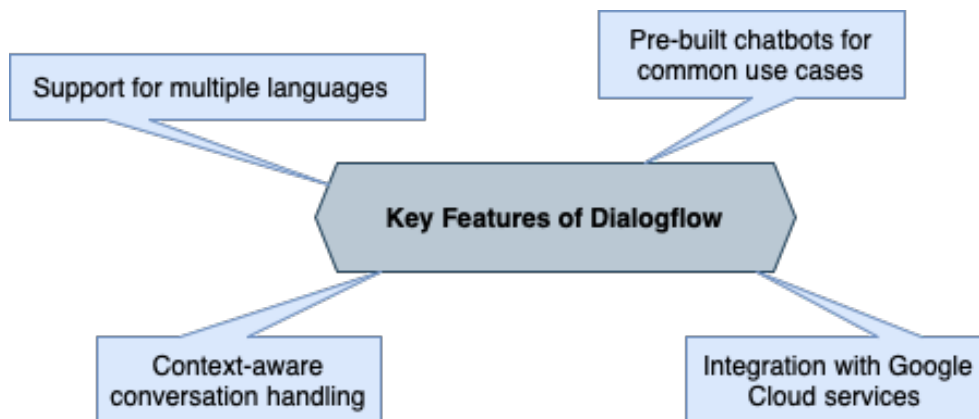 Pre-built chatbots for
common use cases
Support for multiple languages
Key Features of Dialogflow
Context-aware
conversation handling
Integration with Google
Cloud services